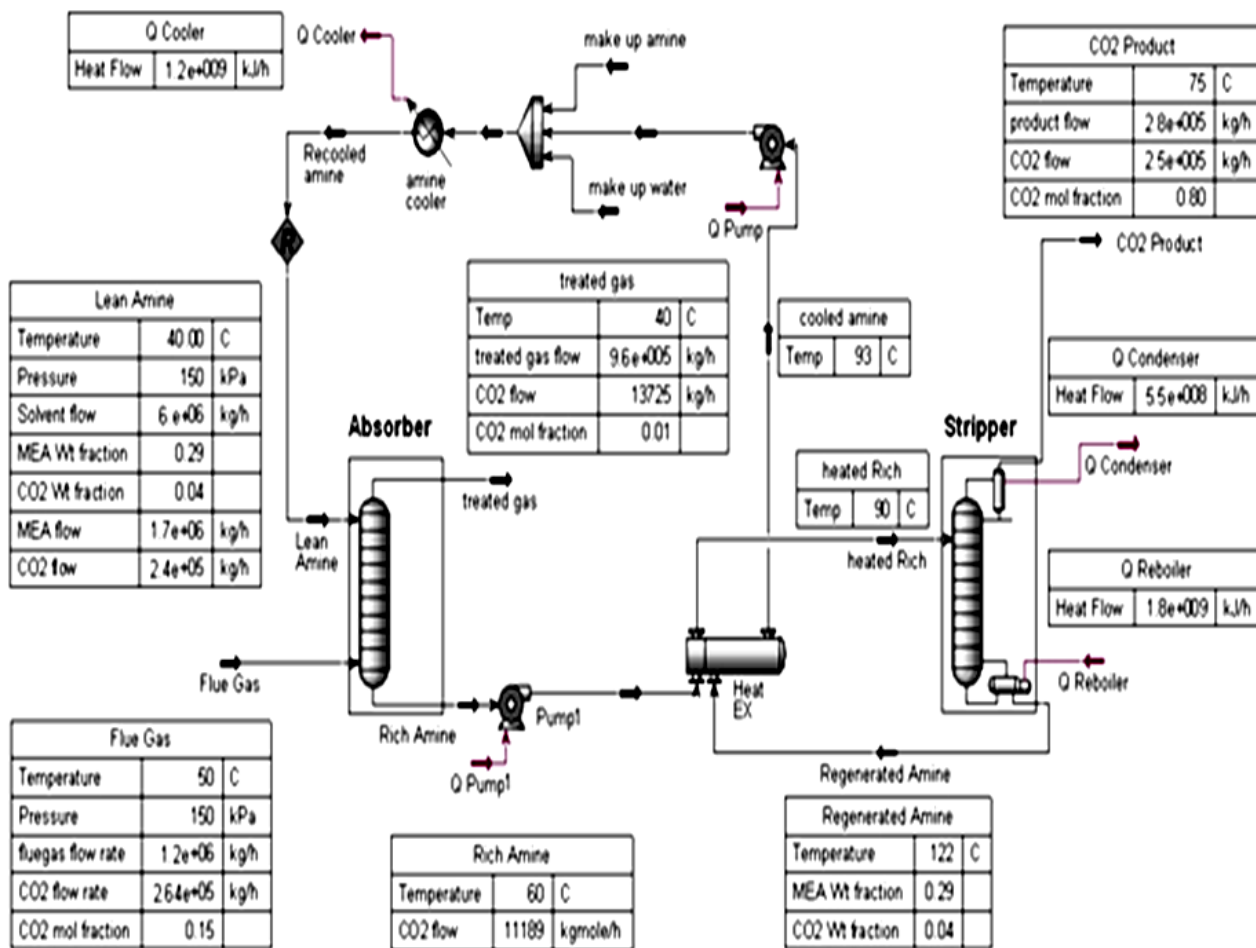 Q Cooler
Heat Flow 1.2e+009 kJ/h
Q Cooler
make up amine
Recooled
amine
amine
cooler
make up water
Q Pump
CO2 Product
Temperature 75 C
product flow 2.8e+005 kg/h
CO2 flow 2.5e+005 kg/h
CO2 mol fraction 0.80
CO2 Product
R
Lean Amine
Temperature 40.00 C
Pressure 150 kPa
Solvent flow 6 e+06 kg/h
MEA Wt fraction 0.29
CO2 Wt fraction 0.04
MEA flow 1.7e+06 kg/h
CO2 flow 2.4e+05 kg/h
treated gas
Temp 40 C
treated gas flow 9.6e+005 kg/h
CO2 flow 13725 kg/h
CO2 mol fraction 0.01
cooled amine
Temp 93 C
Q Condenser
Heat Flow 5.5e+008 kJ/h
Absorber
treated gas
Lean
Amine
Stripper
Q Condenser
heated Rich
Temp 90 C
heated Rich
Q Reboiler
Heat Flow 1.8e+009 kJ/h
Q Reboiler
Flue Gas
Rich Amine
Pump1
Q Pump1
Heat
EX
Regenerated Amine
Flue Gas
Temperature 50 C
Pressure 150 kPa
fluegas flow rate 1.2e+06 kg/h
CO2 flow rate 2.64e+05 kg/h
CO2 mol fraction 0.15
Rich Amine
Temperature 60 C
CO2 flow 11189 kgmole/h
Regenerated Amine
Temperature 122 C
MEA Wt fraction 0.29
CO2 Wt fraction 0.04